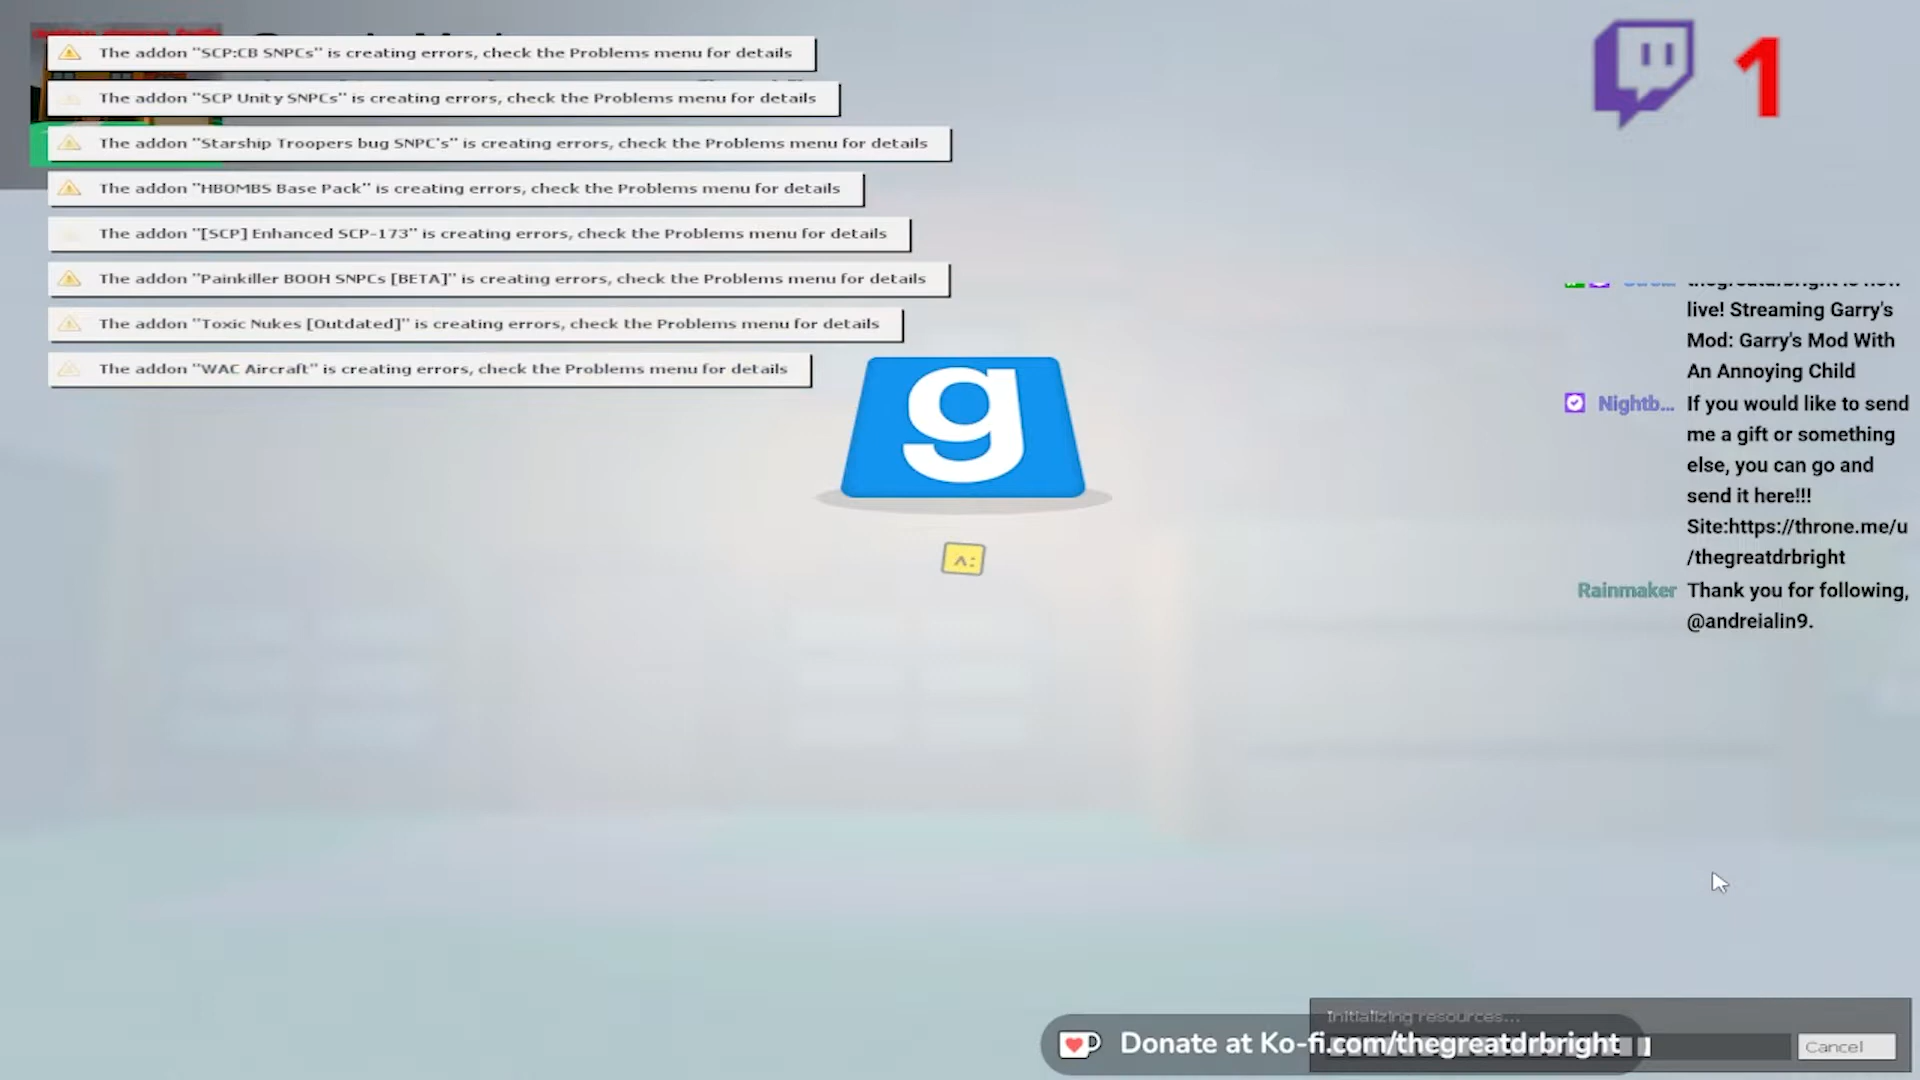 The addon "SCP:CB SNPCs" is creating errors, check the Problems menu for details
The addon "SCP Unity SNPCs" is creating errors, check the Problems menu for details
The addon "Starship Troopers bug SNPC's" is creating errors, check the Problems menu for details
The addon "HBOMBS Base Pack" is creating errors, check the Problems menu for details
The addon "[SCP] Enhanced SCP-173" is creating errors, check the Problems menu for details
The addon "Painkiller BOOH SNPCs [BETA]" is creating errors, check the Problems menu for details
The addon "Toxic Nukes [Outdated]" is creating errors, check the Problems menu for details
The addon "WAC Aircraft" is creating errors, check the Problems menu for details
g
1
thegreatdrbright is now
live! Streaming Garry's
Mod: Garry's Mod With
An Annoying Child
Nightb... If you would like to send
me a gift or something
else, you can go and
send it here!!!
Site:https://throne.me/u
/thegreatdrbright
Rainmaker Thank you for following,
@andreialin9.
Initializing resources...
Donate at Ko-fi.com/thegreatdrbright
Cancel